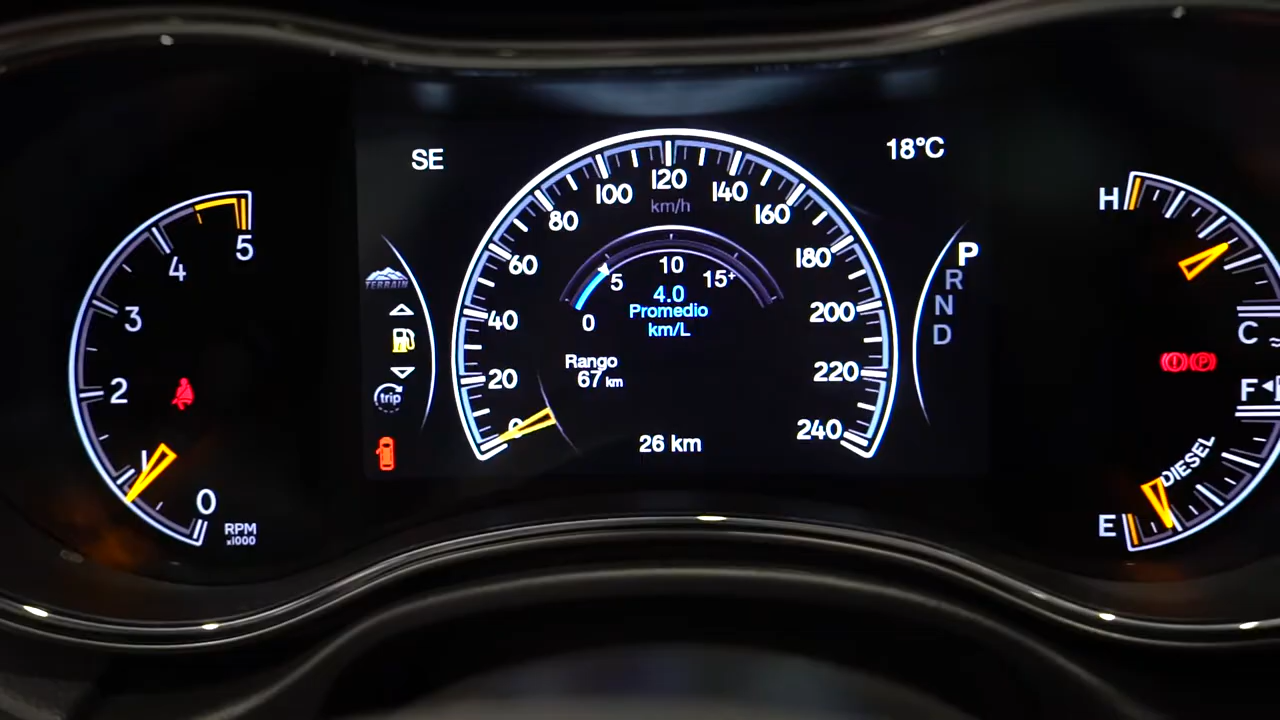 SE
18°C
5
4
3
2
1
0
RPM
x1000
TERRAIN
trip
0
20
40
60
80
100
120
140
160
180
200
220
240
km/h
0
5
10
15+
4.0
Promedio
km/L
Rango
67 km
26 km
P
R
N
D
H
C
P
F
DIESEL
E